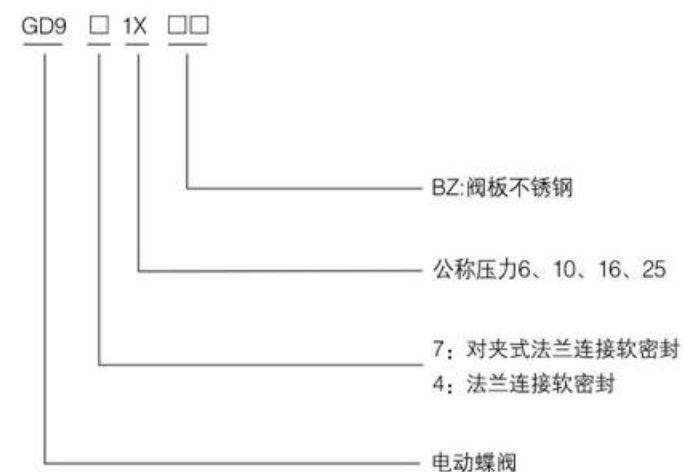 GD9 □ 1X □□
BZ:阀板不锈钢
公称压力6、10、16、25
7：对夹式法兰连接软密封
4：法兰连接软密封
电动蝶阀